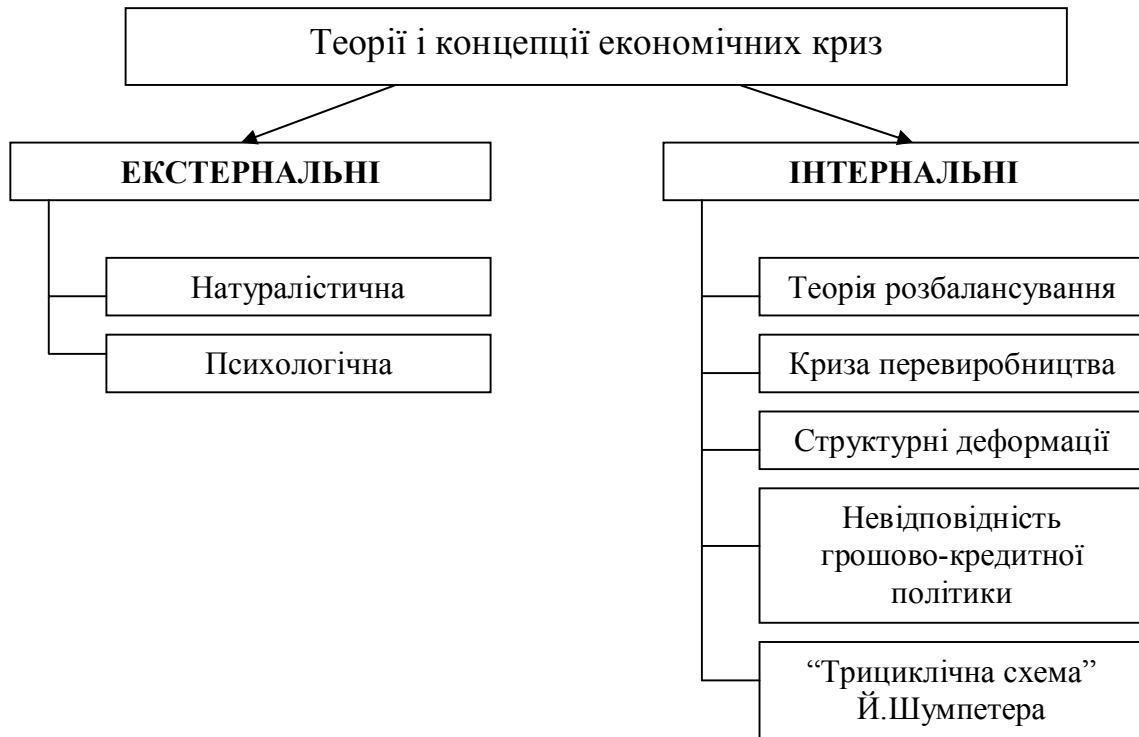 Теорії і концепції економічних криз
ЕКСТЕРНАЛЬНІ
Натуралістична
Психологічна
ІНТЕРНАЛЬНІ
Теорія розбалансування
Криза перевиробництва
Структурні деформації
Невідповідність
грошово-кредитної
політики
“Трициклічна схема”
Й.Шумпетера